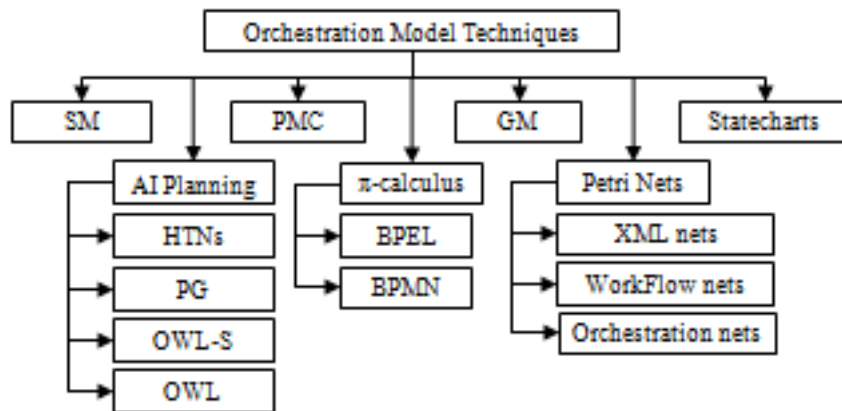 Orchestration Model Techniques
SM
PMC
GM
Statecharts
AI Planning
π-calculus
Petri Nets
HTNs
BPEL
XML nets
PG
BPMN
WorkFlow nets
OWL-S
Orchestration nets
OWL